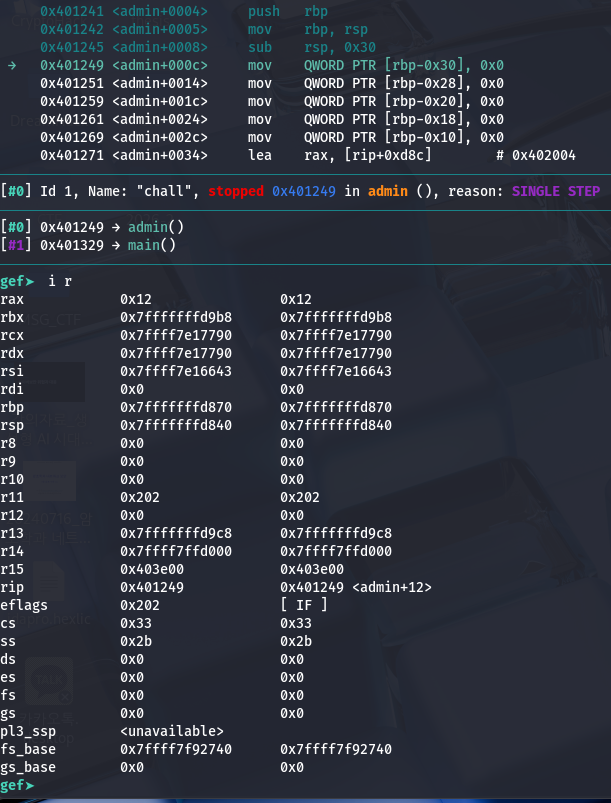 0x401241 <admin+0004>     push   rbp
0x401242 <admin+0005>     mov    rbp, rsp
0x401245 <admin+0008>     sub    rsp, 0x30
→   0x401249 <admin+000c>     mov    QWORD PTR [rbp-0x30], 0x0
0x401251 <admin+0014>     mov    QWORD PTR [rbp-0x28], 0x0
0x401259 <admin+001c>     mov    QWORD PTR [rbp-0x20], 0x0
0x401261 <admin+0024>     mov    QWORD PTR [rbp-0x18], 0x0
0x401269 <admin+002c>     mov    QWORD PTR [rbp-0x10], 0x0
0x401271 <admin+0034>     lea    rax, [rip+0xd8c]        # 0x402004
[#0] Id 1, Name: "chall", stopped 0x401249 in admin (), reason: SINGLE STEP
[#0] 0x401249 → admin()
[#1] 0x401329 → main()
gef➤  i r
rax            0x12                0x12
rbx            0x7fffffffd9b8      0x7fffffffd9b8
rcx            0x7ffff7e17790      0x7ffff7e17790
rdx            0x7ffff7e17790      0x7ffff7e17790
rsi            0x7ffff7e16643      0x7ffff7e16643
rdi            0x0                 0x0
rbp            0x7fffffffd870      0x7fffffffd870
rsp            0x7fffffffd840      0x7fffffffd840
r8             0x0                 0x0
r9             0x0                 0x0
r10            0x0                 0x0
r11            0x202               0x202
r12            0x0                 0x0
r13            0x7fffffffd9c8      0x7fffffffd9c8
r14            0x7ffff7ffd000      0x7ffff7ffd000
r15            0x403e00            0x403e00
rip            0x401249            0x401249 <admin+12>
eflags         0x202               [ IF ]
cs             0x33                0x33
ss             0x2b                0x2b
ds             0x0                 0x0
es             0x0                 0x0
fs             0x0                 0x0
gs             0x0                 0x0
pl3_ssp        <unavailable>
fs_base        0x7ffff7f92740      0x7ffff7f92740
gs_base        0x0                 0x0
gef➤